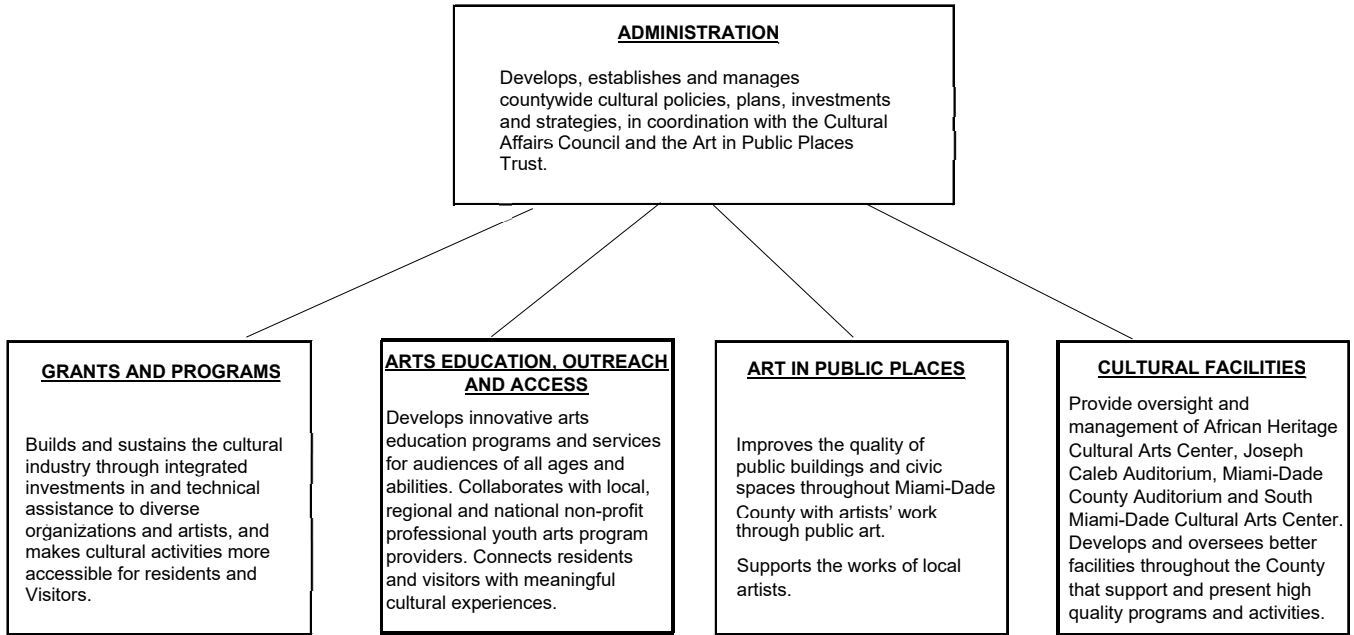 ADMINISTRATION
Develops, establishes and manages
countywide cultural policies, plans, investments
and strategies, in coordination with the Cultural
Affairs Council and the Art in Public Places
Trust.
GRANTS AND PROGRAMS
Builds and sustains the cultural
industry through integrated
investments in and technical
assistance to diverse
organizations and artists, and
makes cultural activities more
accessible for residents and
Visitors.
ARTS EDUCATION, OUTREACH
AND ACCESS
Develops innovative arts
education programs and services
for audiences of all ages and
abilities. Collaborates with local,
regional and national non-profit
professional youth arts program
providers. Connects residents
and visitors with meaningful
cultural experiences.
ART IN PUBLIC PLACES
Improves the quality of
public buildings and civic
spaces throughout Miami-Dade
County with artists' work
through public art.
Supports the works of local
artists.
CULTURAL FACILITIES
Provide oversight and
management of African Heritage
Cultural Arts Center, Joseph
Caleb Auditorium, Miami-Dade
County Auditorium and South
Miami-Dade Cultural Arts Center.
Develops and oversees better
facilities throughout the County
that support and present high
quality programs and activities.